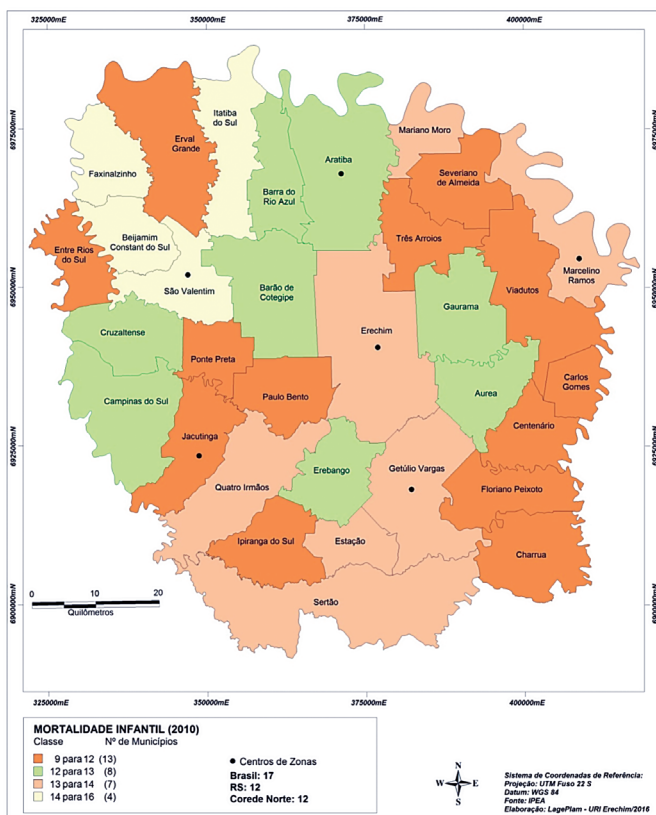 325000mE 350000mE 375000mE 400000mE
6975000mN
6975000mN
6950000mN
6950000mN
6925000mN
6925000mN
6900000mN
6900000mN
Itatiba
do Sul
Erval
Grande
Faxinalzinho
Mariano Moro
Aratiba
Severiano
de Almeida
Barra do
Rio Azul
Três Arroios
Beijamim
Constant do Sul
Entre Rios
do Sul
Marcelino
Ramos
São Valentim
Barão de
Cotegipe
Viadutos
Gaurama
Erechim
Cruzaltense
Ponte Preta
Carlos
Gomes
Paulo Bento
Aurea
Campinas do Sul
Centenário
Jacutinga
Erebango
Getúlio Vargas
Quatro Irmãos
Floriano Peixoto
Ipiranga do Sul
Estação
Charrua
Sertão
0 10 20
Quilômetros
325000mE 350000mE 375000mE 400000mE
MORTALIDADE INFANTIL (2010)
Classe Nº de Municípios
9 para 12 (13)
12 para 13 (8)
13 para 14 (7)
14 para 16 (4)
Centros de Zonas
Brasil: 17
RS: 12
Corede Norte: 12
N
W E
S
Sistema de Coordenadas de Referência:
Projeção: UTM Fuso 22 S
Datum: WGS 84
Fonte: IPEA
Elaboração: LagePlam - URI Erechim/2016